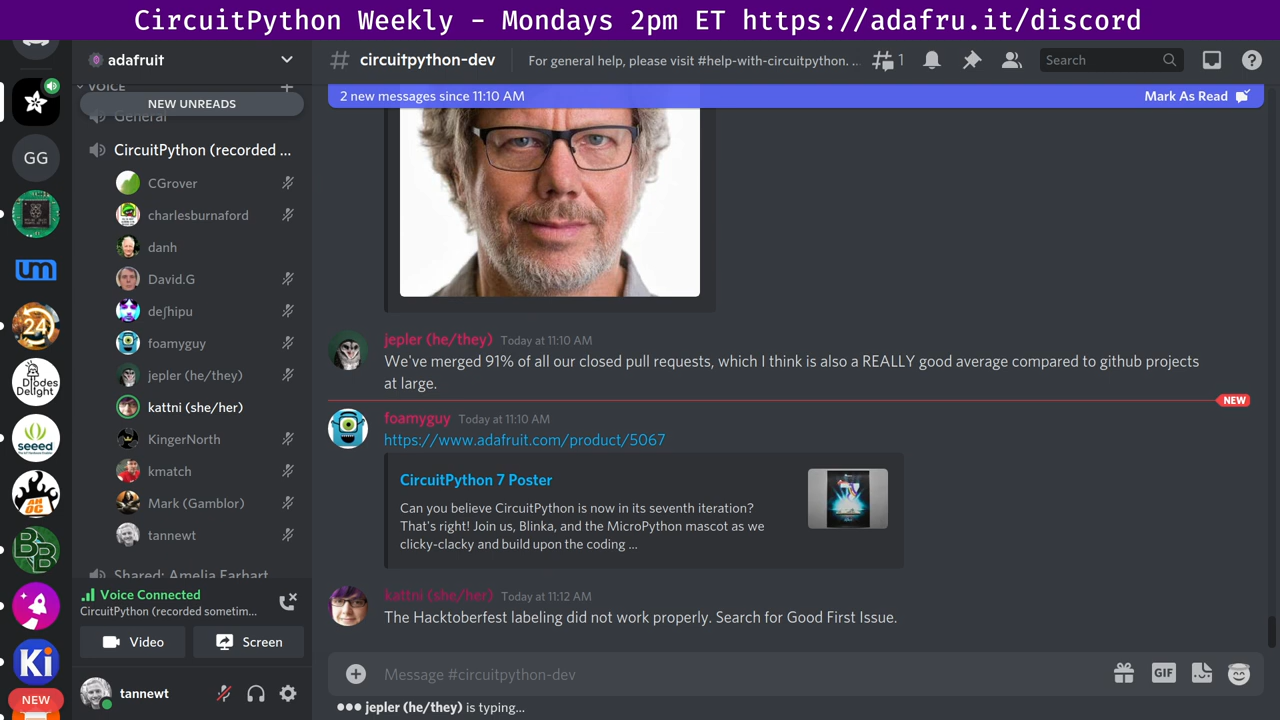 CircuitPython Weekly - Mondays 2pm ET https://adafru.it/discord
adafruit
# circuitpython-dev
For general help, please visit #help-with-circuitpython. ...
1
Search
VOICE
NEW UNREADS
2 new messages since 11:10 AM
Mark As Read
General
CircuitPython (recorded ...
GG
CGrover
charlesburnaford
danh
David.G
deʃhipu
foamyguy
jepler (he/they)
kattni (she/her)
KingerNorth
kmatch
Mark (Gamblor)
tannewt
Shared: Amelia Earhart
um
24
Diodes
Delight
seeed
AH
OC
BB
Ki
NEW
jepler (he/they) Today at 11:10 AM
We've merged 91% of all our closed pull requests, which I think is also a REALLY good average compared to github projects
at large.
NEW
foamyguy Today at 11:10 AM
https://www.adafruit.com/product/5067
CircuitPython 7 Poster
Can you believe CircuitPython is now in its seventh iteration?
That's right! Join us, Blinka, and the MicroPython mascot as we
clicky-clacky and build upon the coding ...
kattni (she/her) Today at 11:12 AM
The Hacktoberfest labeling did not work properly. Search for Good First Issue.
Voice Connected
CircuitPython (recorded sometim...
Video
Screen
tannewt
Message #circuitpython-dev
GIF
jepler (he/they) is typing...